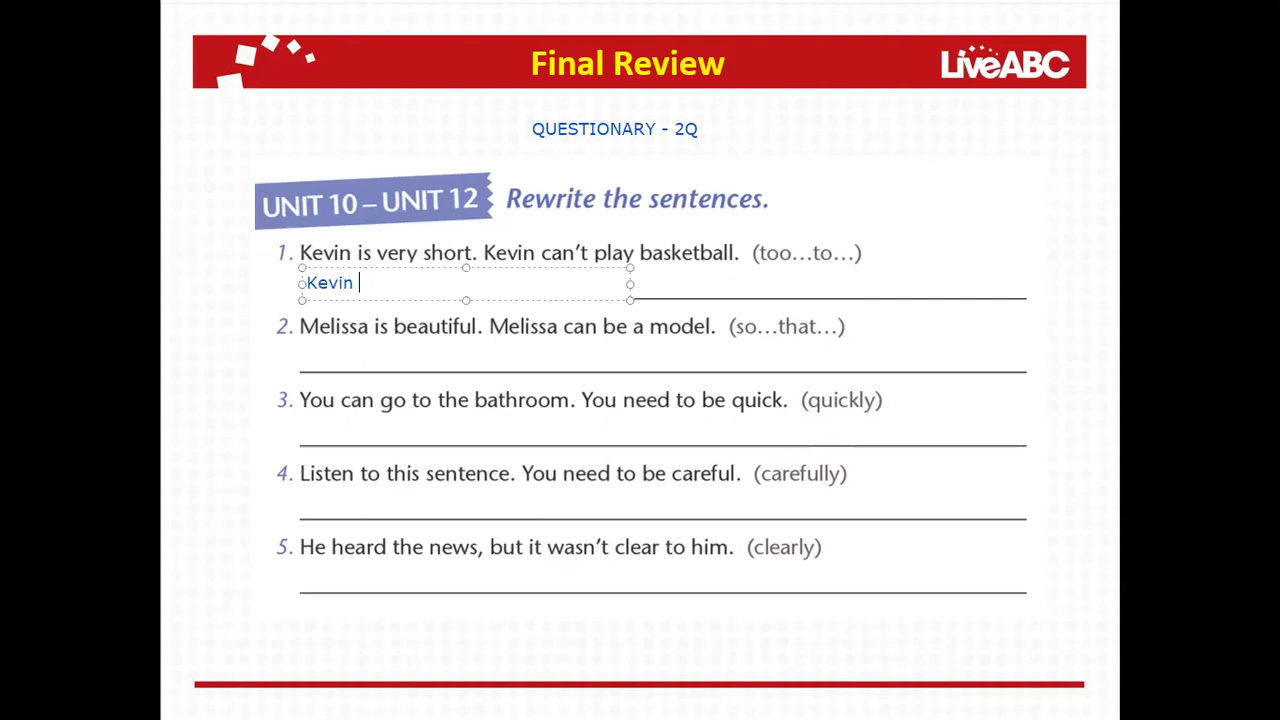 Final Review
LiveABC
QUESTIONARY - 2Q
UNIT 10 – UNIT 12 Rewrite the sentences.
1. Kevin is very short. Kevin can't play basketball. (too…to…)
Kevin
2. Melissa is beautiful. Melissa can be a model. (so…that…)
3. You can go to the bathroom. You need to be quick. (quickly)
4. Listen to this sentence. You need to be careful. (carefully)
5. He heard the news, but it wasn't clear to him. (clearly)